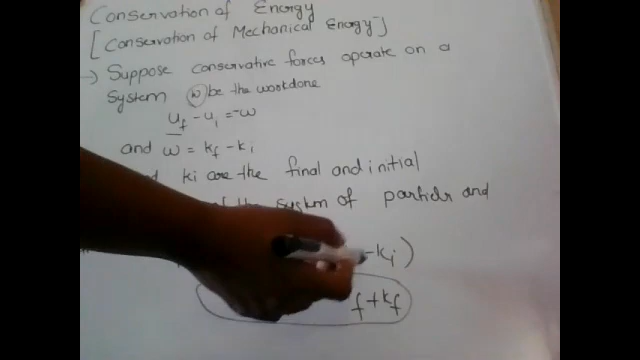 Conservation of Energy
[Conservation of Mechanical Energy]
→) Suppose conservative forces operate on a
system w be the workdone
Uf - Ui = -W
and W = Kf - Ki
Ki are the final and initial
the system of particles and
- Ki)
f + Kf